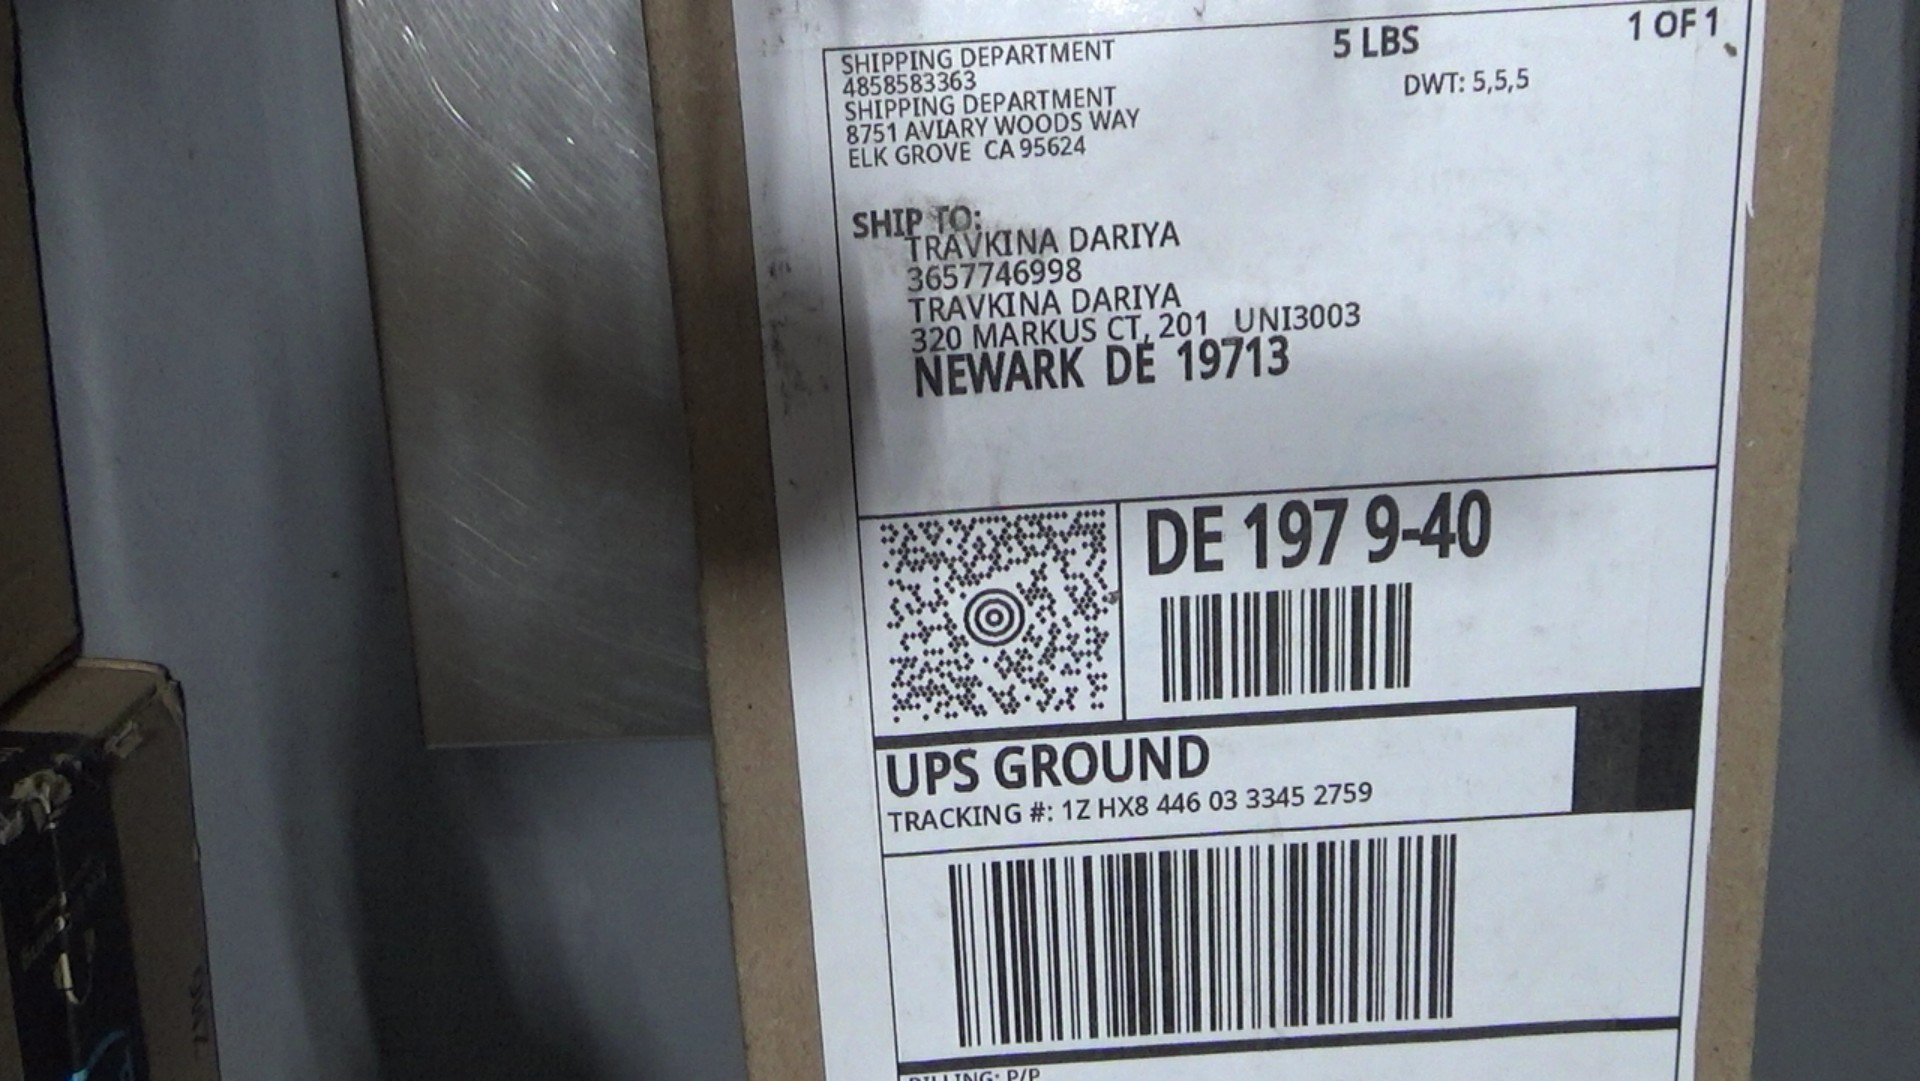 SHIPPING DEPARTMENT
4858583363
SHIPPING DEPARTMENT
8751 AVIARY WOODS WAY
ELK GROVE CA 95624
5 LBS
1 OF 1
DWT: 5,5,5
SHIP TO:
TRAVKINA DARIYA
3657746998
TRAVKINA DARIYA
320 MARKUS CT, 201 UNI3003
NEWARK DE 19713
DE 197 9-40
UPS GROUND
TRACKING #: 1Z HX8 446 03 3345 2759
BILLING: P/P